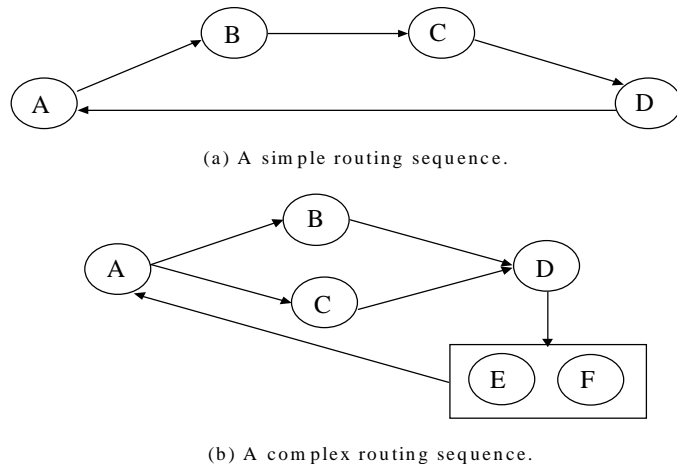 B C
A D
(a) A simple routing sequence.
B
A D
C
E F
(b) A complex routing sequence.